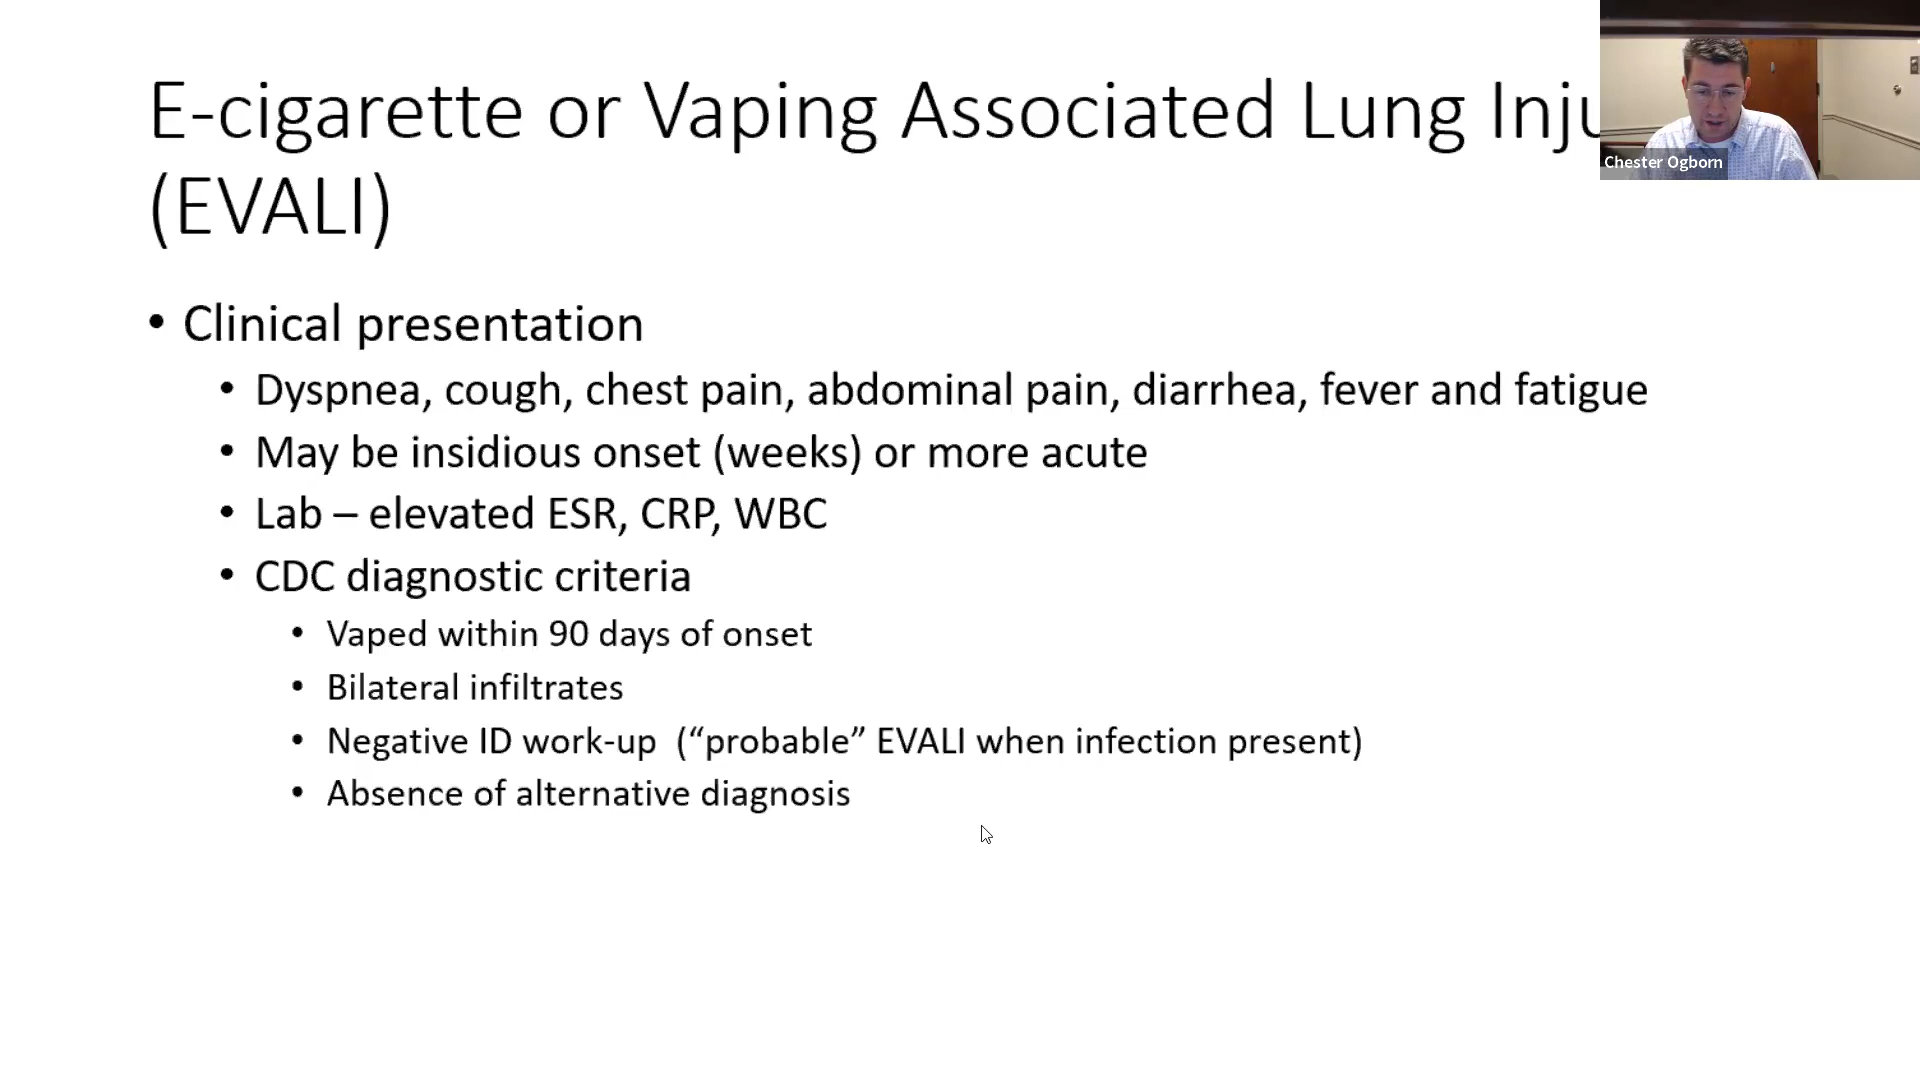 E-cigarette or Vaping Associated Lung
(EVALI)
Chester Ogborn
• Clinical presentation
• Dyspnea, cough, chest pain, abdominal pain, diarrhea, fever and fatigue
• May be insidious onset (weeks) or more acute
• Lab – elevated ESR, CRP, WBC
• CDC diagnostic criteria
• Vaped within 90 days of onset
• Bilateral infiltrates
• Negative ID work-up (“probable” EVALI when infection present)
• Absence of alternative diagnosis